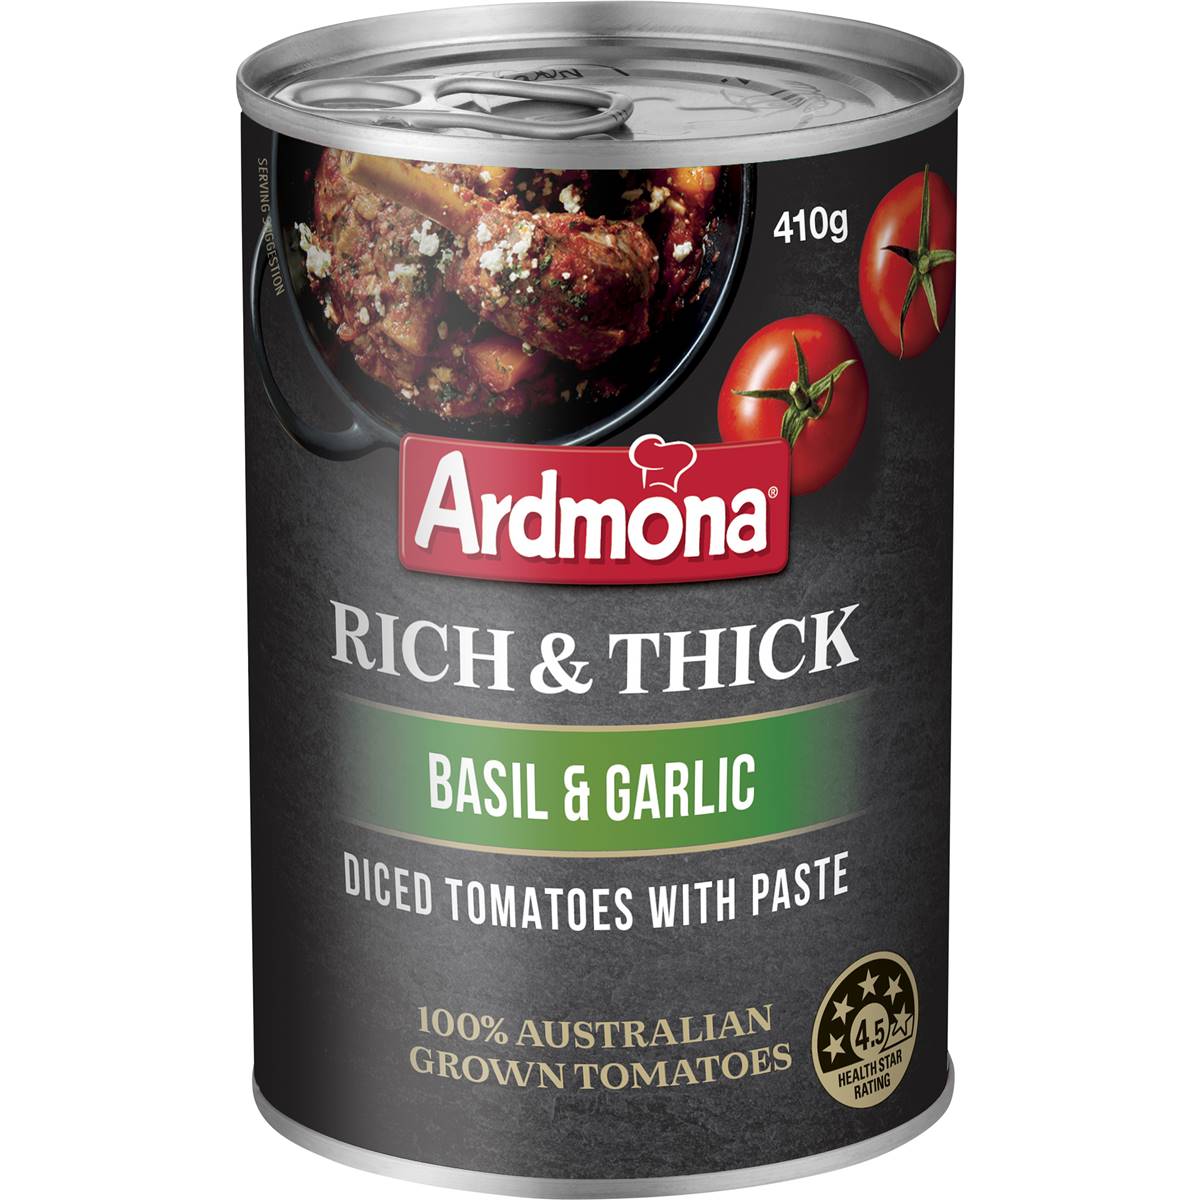 SERVING SUGGESTION
410g
Ardmona®
RICH & THICK
BASIL & GARLIC
DICED TOMATOES WITH PASTE
100% AUSTRALIAN
GROWN TOMATOES
4.5
HEALTH STAR
RATING